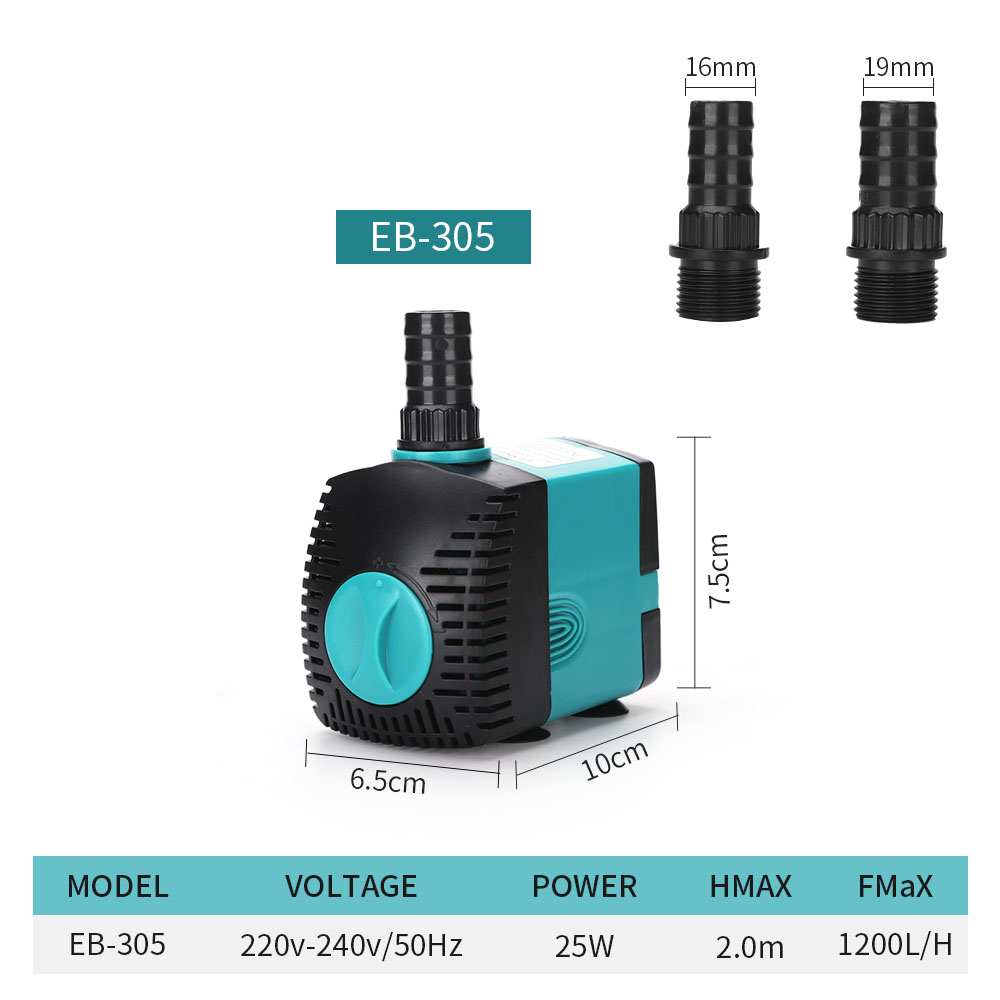 16mm
19mm
EB-305
7.5cm
10cm
6.5cm
MODEL VOLTAGE POWER HMAX FMaX
EB-305 220v-240v/50Hz 25W 2.0m 1200L/H